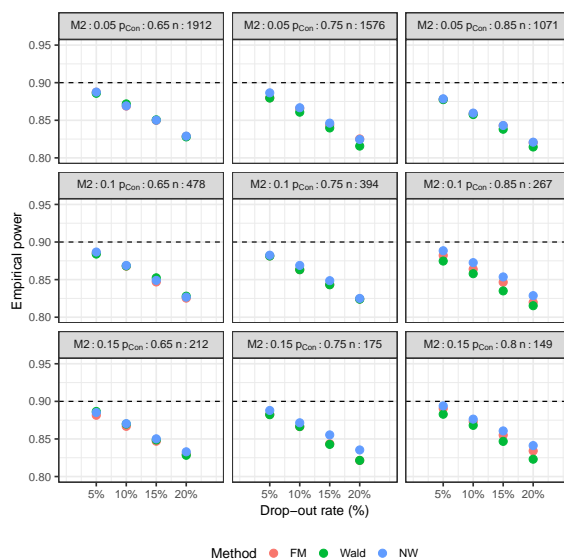 M2 : 0.05 pCon : 0.65 n : 1912
M2 : 0.05 pCon : 0.75 n : 1576
M2 : 0.05 pCon : 0.85 n : 1071
0.95
0.90
0.85
0.80
M2 : 0.1 pCon : 0.65 n : 478
M2 : 0.1 pCon : 0.75 n : 394
M2 : 0.1 pCon : 0.85 n : 267
0.95
0.90
0.85
0.80
M2 : 0.15 pCon : 0.65 n : 212
M2 : 0.15 pCon : 0.75 n : 175
M2 : 0.15 pCon : 0.8 n : 149
0.95
0.90
0.85
0.80
Empirical power
5% 10% 15% 20%
5% 10% 15% 20%
5% 10% 15% 20%
Drop−out rate (%)
Method FM Wald NW